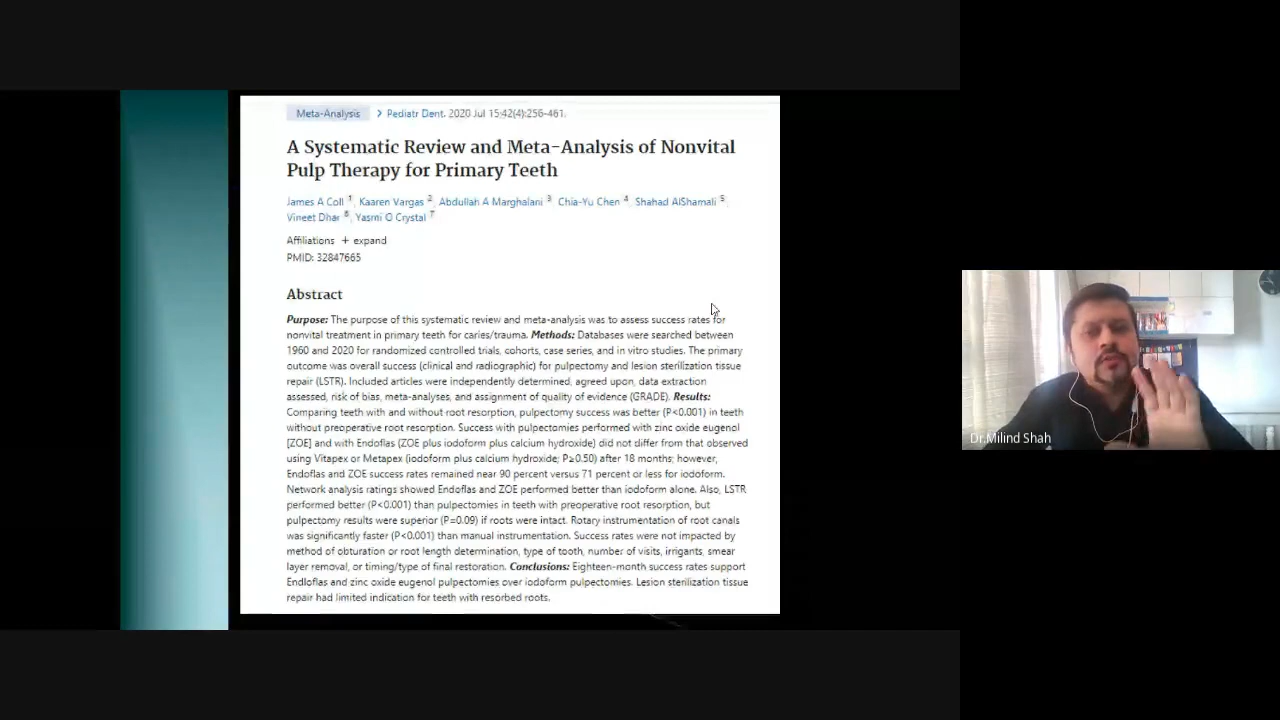 Meta-Analysis > Pediatr Dent. 2020 Jul 15;42(4):256-461.
A Systematic Review and Meta-Analysis of Nonvital
Pulp Therapy for Primary Teeth
James A Coll 1, Kaaren Vargas 2, Abdullah A Marghalani 3, Chia-Yu Chen 4, Shahad AlShamali 5,
Vineet Dhar 6, Yasmi O Crystal 7
Affiliations + expand
PMID: 32847665
Abstract
Purpose: The purpose of this systematic review and meta-analysis was to assess success rates for
nonvital treatment in primary teeth for caries/trauma. Methods: Databases were searched between
1960 and 2020 for randomized controlled trials, cohorts, case series, and in vitro studies. The primary
outcome was overall success (clinical and radiographic) for pulpectomy and lesion sterilization tissue
repair (LSTR). Included articles were independently determined, agreed upon, data extraction
assessed, risk of bias, meta-analyses, and assignment of quality of evidence (GRADE). Results:
Comparing teeth with and without root resorption, pulpectomy success was better (P<0.001) in teeth
without preoperative root resorption. Success with pulpectomies performed with zinc oxide eugenol
[ZOE] and with Endoflas (ZOE plus iodoform plus calcium hydroxide) did not differ from that observed
using Vitapex or Metapex (iodoform plus calcium hydroxide; P≥0.50) after 18 months; however,
Endoflas and ZOE success rates remained near 90 percent versus 71 percent or less for iodoform.
Network analysis ratings showed Endoflas and ZOE performed better than iodoform alone. Also, LSTR
performed better (P<0.001) than pulpectomies in teeth with preoperative root resorption, but
pulpectomy results were superior (P=0.09) if roots were intact. Rotary instrumentation of root canals
was significantly faster (P<0.001) than manual instrumentation. Success rates were not impacted by
method of obturation or root length determination, type of tooth, number of visits, irrigants, smear
layer removal, or timing/type of final restoration. Conclusions: Eighteen-month success rates support
Endloflas and zinc oxide eugenol pulpectomies over iodoform pulpectomies. Lesion sterilization tissue
repair had limited indication for teeth with resorbed roots.
Dr.Milind Shah